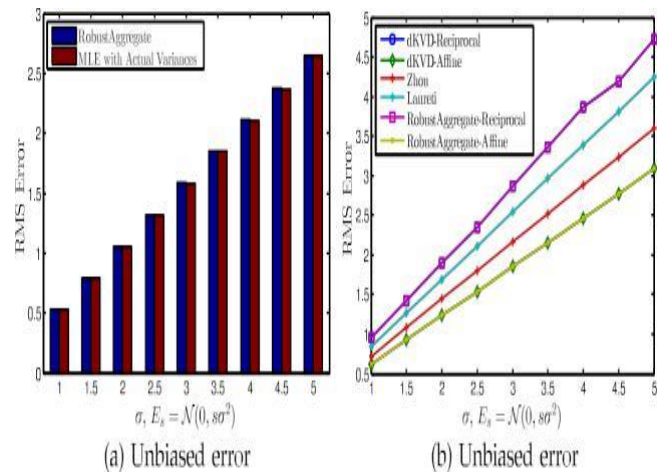 RobustAggregate
MLE with Actual Variances
RMS Error
3
2.5
2
1.5
1
0.5
0
1 1.5 2 2.5 3 3.5 4 4.5 5
σ, E_s = N(0, sσ²)
(a) Unbiased error
dKVD-Reciprocal
dKVD-Affine
Zhou
Laureti
RobustAggregate-Reciprocal
RobustAggregate-Affine
RMS Error
5
4.5
4
3.5
3
2.5
2
1.5
1
0.5
1 1.5 2 2.5 3 3.5 4 4.5 5
σ, E_s = N(0, sσ²)
(b) Unbiased error